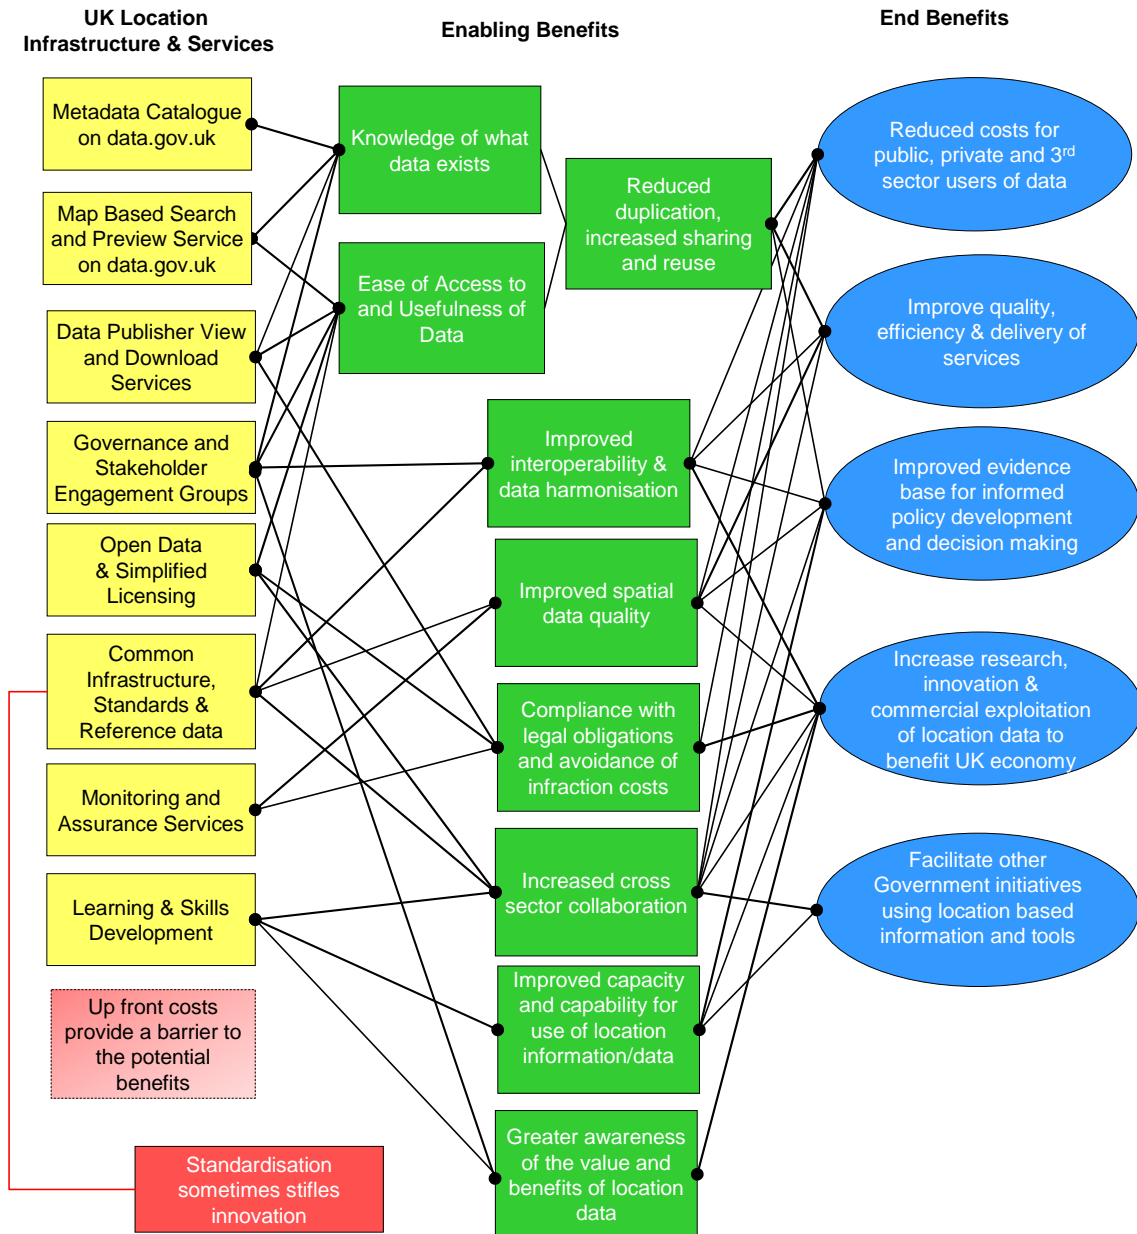 UK Location
Infrastructure & Services
Enabling Benefits
End Benefits
Metadata Catalogue
on data.gov.uk
Map Based Search
and Preview Service
on data.gov.uk
Data Publisher View
and Download
Services
Governance and
Stakeholder
Engagement Groups
Open Data
& Simplified
Licensing
Common
Infrastructure,
Standards &
Reference data
Monitoring and
Assurance Services
Learning & Skills
Development
Up front costs
provide a barrier to
the potential
benefits
Standardisation
sometimes stifles
innovation
Knowledge of what
data exists
Ease of Access to
and Usefulness of
Data
Reduced
duplication,
increased sharing
and reuse
Improved
interoperability &
data harmonisation
Improved spatial
data quality
Compliance with
legal obligations
and avoidance of
infraction costs
Increased cross
sector collaboration
Improved capacity
and capability for
use of location
information/data
Greater awareness
of the value and
benefits of location
data
Reduced costs for
public, private and 3rd
sector users of data
Improve quality,
efficiency & delivery of
services
Improved evidence
base for informed
policy development
and decision making
Increase research,
innovation &
commercial exploitation
of location data to
benefit UK economy
Facilitate other
Government initiatives
using location based
information and tools